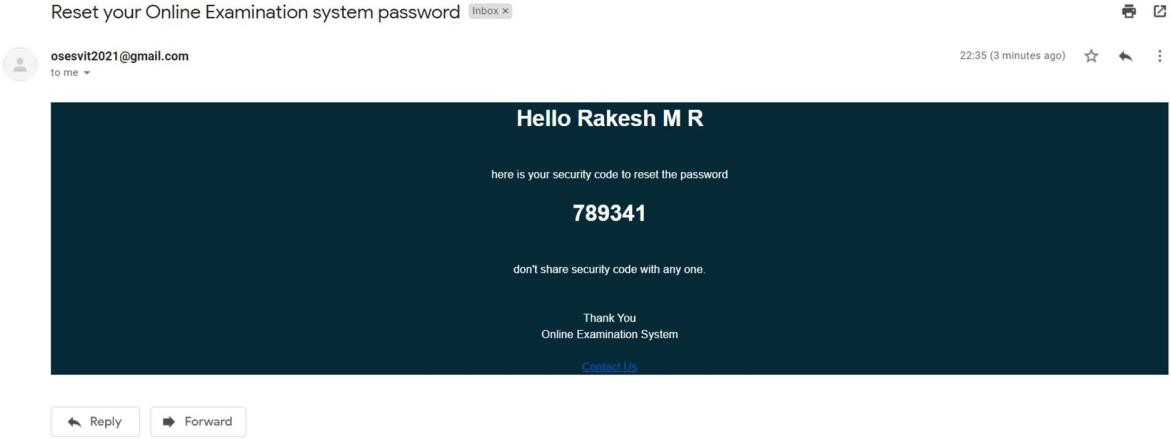 Reset your Online Examination system password Inbox ×
osesvit2021@gmail.com 22:35 (3 minutes ago)
to me
Hello Rakesh M R
here is your security code to reset the password
789341
don't share security code with any one.
Thank You
Online Examination System
Contact Us
Reply Forward